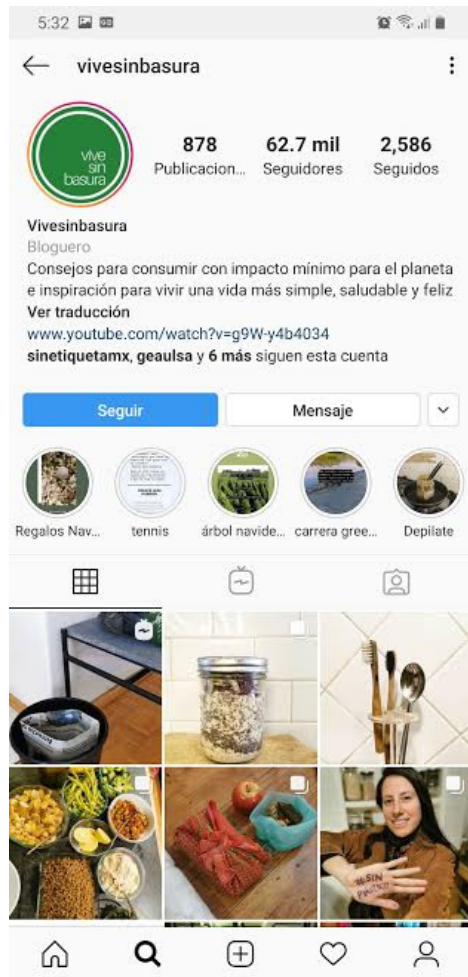 5:32
vivesinbasura
vive
sin
basura
878
62.7 mil
2,586
Publicacion...
Seguidores
Seguidos
Vivesinbasura
Bloguero
Consejos para consumir con impacto mínimo para el planeta
e inspiración para vivir una vida más simple, saludable y feliz
Ver traducción
www.youtube.com/watch?v=g9W-y4b4034
sinetiquetamx, geaulsa y 6 más siguen esta cuenta
Seguir
Mensaje
Regalos Nav...
tennis
árbol navide...
carrera gree...
Depilate
#SIN